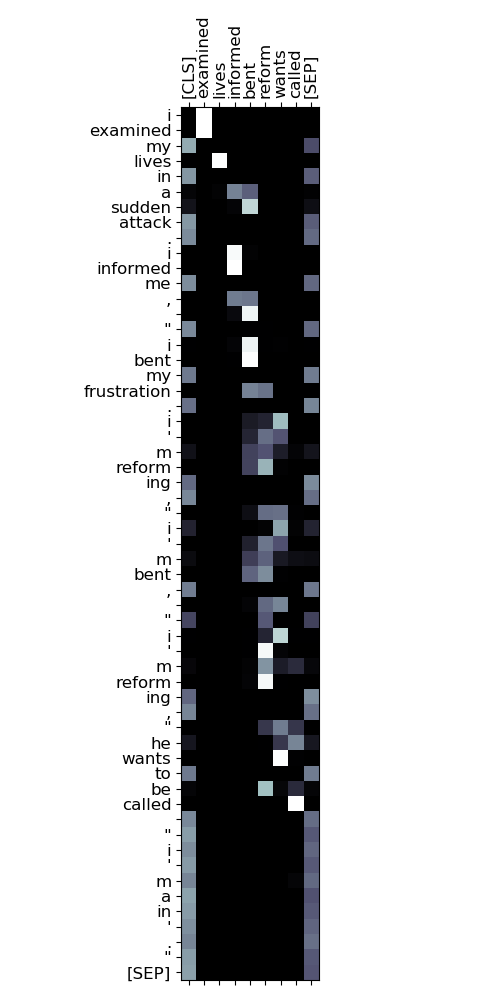 [CLS] examined lives informed bent reform wants called [SEP]
i
examined
my
lives
in
a
sudden
attack
.
i
informed
me
,
"
i
bent
my
frustration
.
i
'
m
reform
ing
,
"
i
'
m
bent
,
"
i
'
m
reform
ing
,
"
he
wants
to
be
called
"
i
'
m
a
in
'
.
"
[SEP]